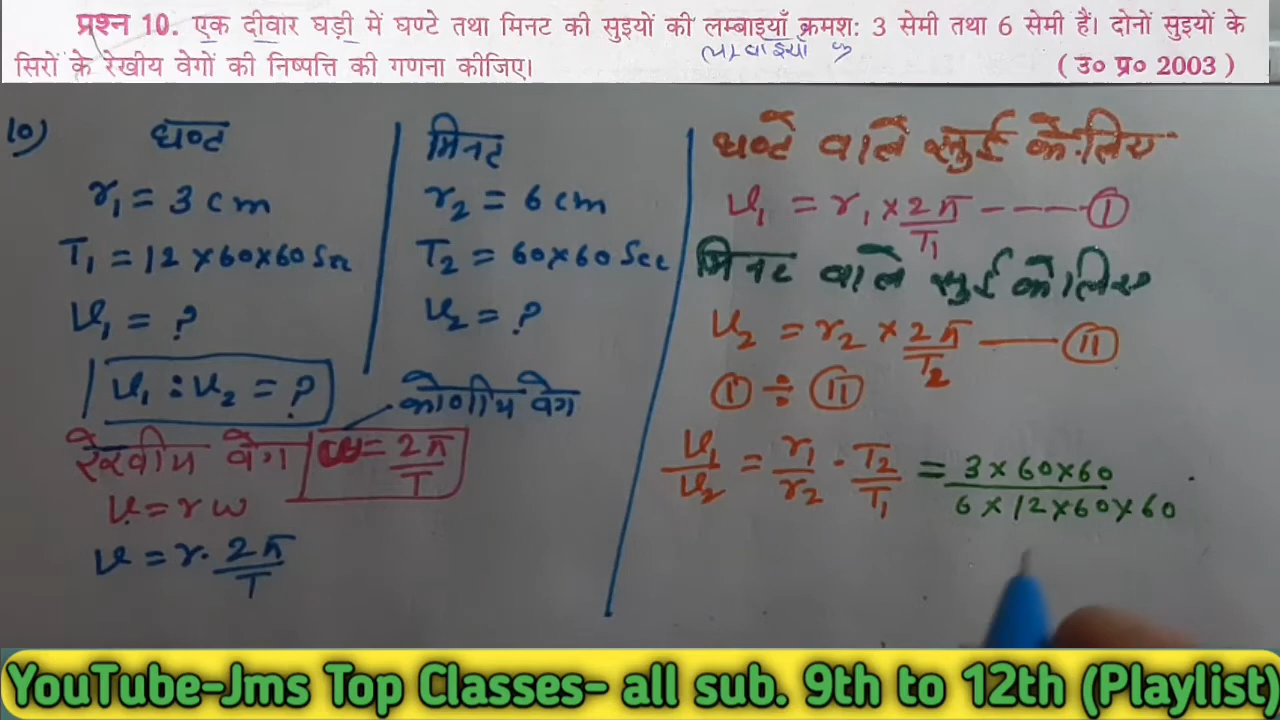 प्रश्न 10. एक दीवार घड़ी में घण्टे तथा मिनट की सुइयों की लम्बाइयाँ क्रमशः 3 सेमी तथा 6 सेमी हैं। दोनों सुइयों के
सिरों के रेखीय वेगों की निष्पत्ति की गणना कीजिए।
( उ० प्र० 2003 )
लम्बाइयाँ
10)
घण्ट
r₁ = 3 cm
T₁ = 12 × 60×60 Sec
v₁ = ?
v₁ : v₂ = ?
मिनट
r₂ = 6 cm
T₂ = 60×60 Sec
v₂ = ?
कोणीय वेग
रेखीय वेग ω = 2π/T
v = r ω
v = r. 2π/T
घण्टे वाले सुई के लिए
v₁ = r₁ × 2π/T₁ ---- Ⓘ
मिनट वाले सुई के लिए
v₂ = r₂ × 2π/T₂ — II
Ⓘ ÷ II
v₁/v₂ = r₁/r₂ · T₂/T₁ = 3 × 60×60 / 6 × 12×60×60
YouTube-Jms Top Classes- all sub. 9th to 12th (Playlist)